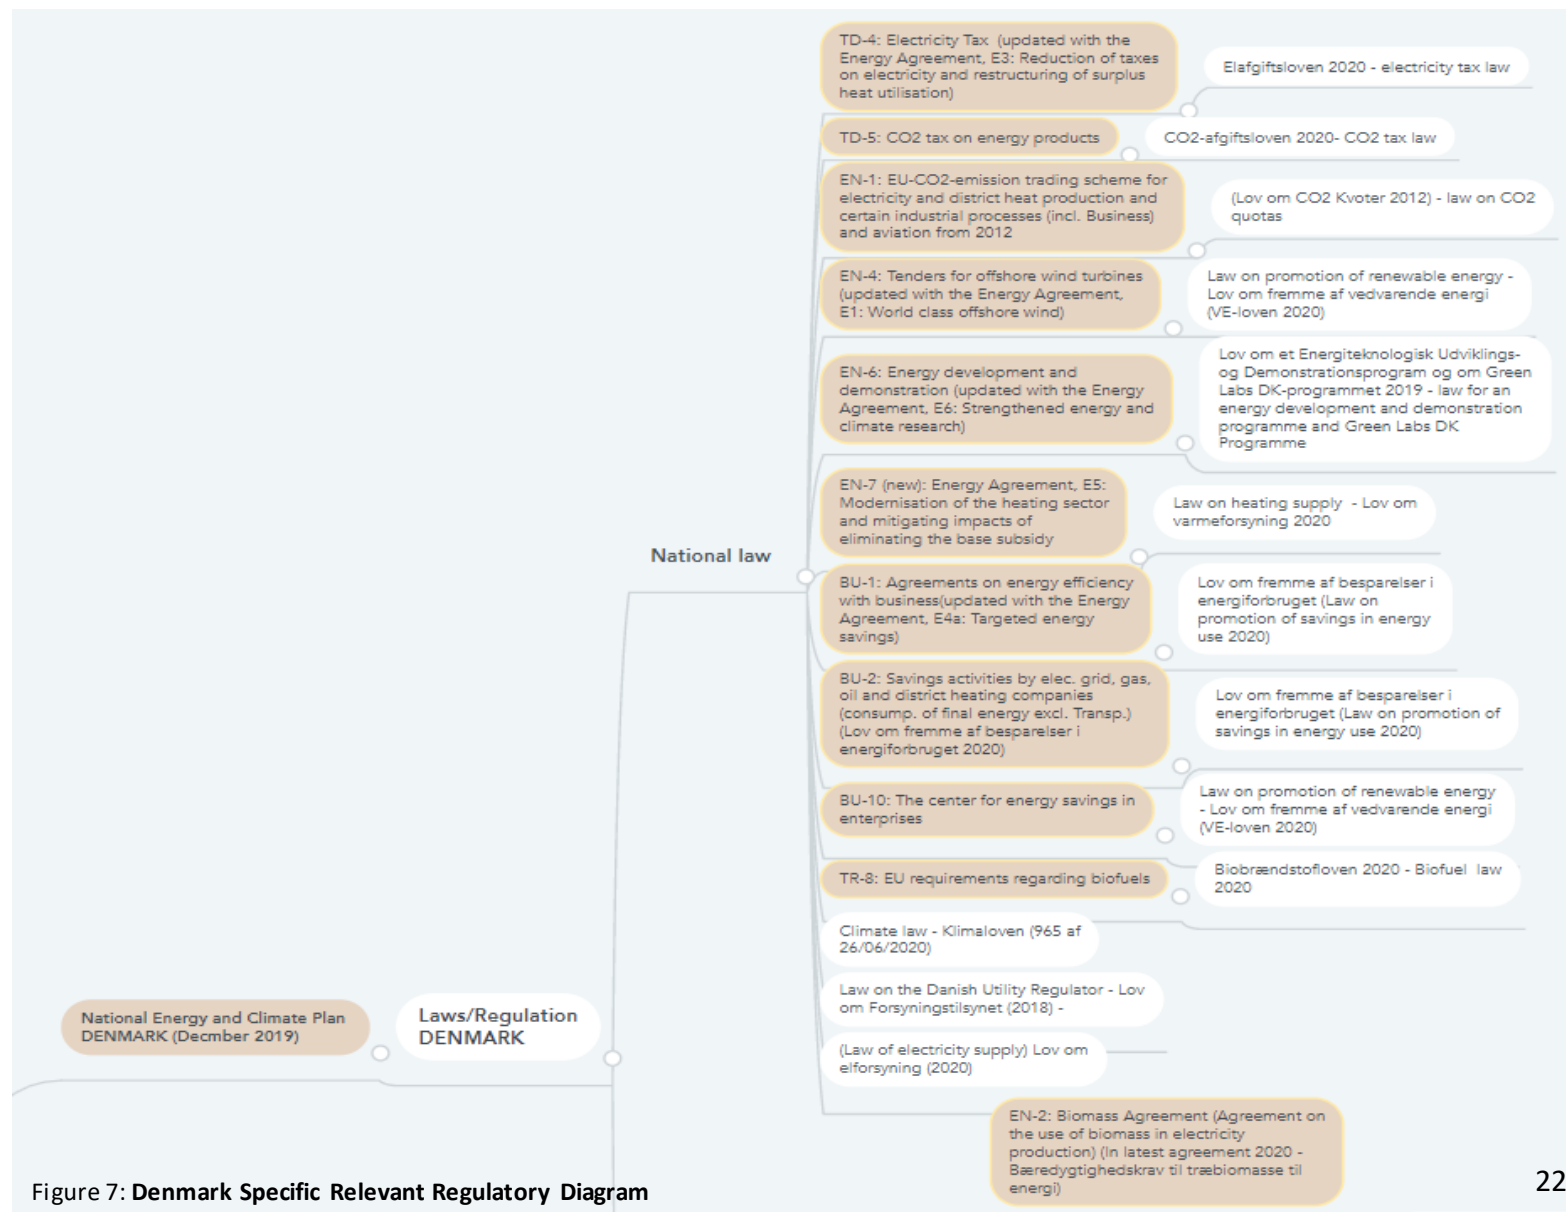 TD-4: Electricity Tax (updated with the
Energy Agreement, E3: Reduction of taxes
on electricity and restructuring of surplus
heat utilisation)
Elafgiftsloven 2020 - electricity tax law
TD-5: CO2 tax on energy products
CO2-afgiftsloven 2020- CO2 tax law
EN-1: EU-CO2-emission trading scheme for
electricity and district heat production and
certain industrial processes (incl. Business)
and aviation from 2012
(Lov om CO2 Kvoter 2012) - law on CO2
quotas
EN-4: Tenders for offshore wind turbines
(updated with the Energy Agreement,
E1: World class offshore wind)
Law on promotion of renewable energy -
Lov om fremme af vedvarende energi
(VE-loven 2020)
EN-6: Energy development and
demonstration (updated with the Energy
Agreement, E6: Strengthened energy and
climate research)
Lov om et Energiteknologisk Udviklings-
og Demonstrationsprogram og om Green
Labs DK-programmet 2019 - law for an
energy development and demonstration
programme and Green Labs DK
Programme
EN-7 (new): Energy Agreement, E5:
Modernisation of the heating sector
and mitigating impacts of
eliminating the base subsidy
Law on heating supply - Lov om
varmeforsyning 2020
National law
BU-1: Agreements on energy efficiency
with business(updated with the Energy
Agreement, E4a: Targeted energy
savings)
Lov om fremme af besparelser i
energiforbruget (Law on
promotion of savings in energy
use 2020)
BU-2: Savings activities by elec. grid, gas,
oil and district heating companies
(consump. of final energy excl. Transp.)
(Lov om fremme af besparelser i
energiforbruget 2020)
Lov om fremme af besparelser i
energiforbruget (Law on promotion of
savings in energy use 2020)
BU-10: The center for energy savings in
enterprises
Law on promotion of renewable energy
- Lov om fremme af vedvarende energi
(VE-loven 2020)
TR-8: EU requirements regarding biofuels
Biobrændstofloven 2020 - Biofuel law
2020
Climate law - Klimaloven (965 af
26/06/2020)
Law on the Danish Utility Regulator - Lov
om Forsyningstilsynet (2018) -
National Energy and Climate Plan
DENMARK (Decmber 2019)
Laws/Regulation
DENMARK
(Law of electricity supply) Lov om
elforsyning (2020)
EN-2: Biomass Agreement (Agreement on
the use of biomass in electricity
production) (In latest agreement 2020 -
Bæredygtighedskrav til træbiomasse til
energi)
Figure 7: Denmark Specific Relevant Regulatory Diagram
22